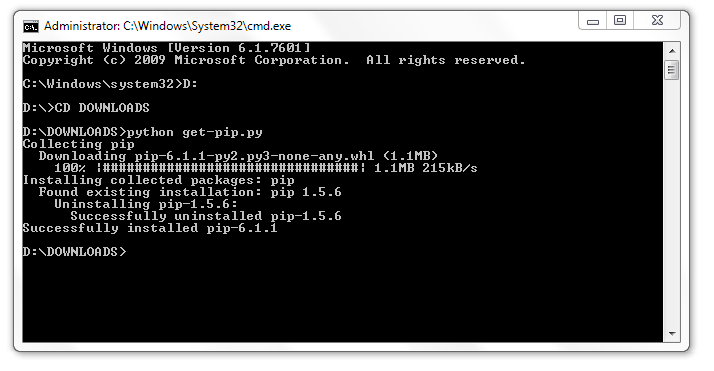 Administrator: C:\Windows\System32\cmd.exe
Microsoft Windows [Version 6.1.7601]
Copyright (c) 2009 Microsoft Corporation.  All rights reserved.
C:\Windows\system32>D:
D:\>CD DOWNLOADS
D:\DOWNLOADS>python get-pip.py
Collecting pip
  Downloading pip-6.1.1-py2.py3-none-any.whl (1.1MB)
    100% |################################| 1.1MB 215kB/s
Installing collected packages: pip
  Found existing installation: pip 1.5.6
    Uninstalling pip-1.5.6:
      Successfully uninstalled pip-1.5.6
Successfully installed pip-6.1.1
D:\DOWNLOADS>